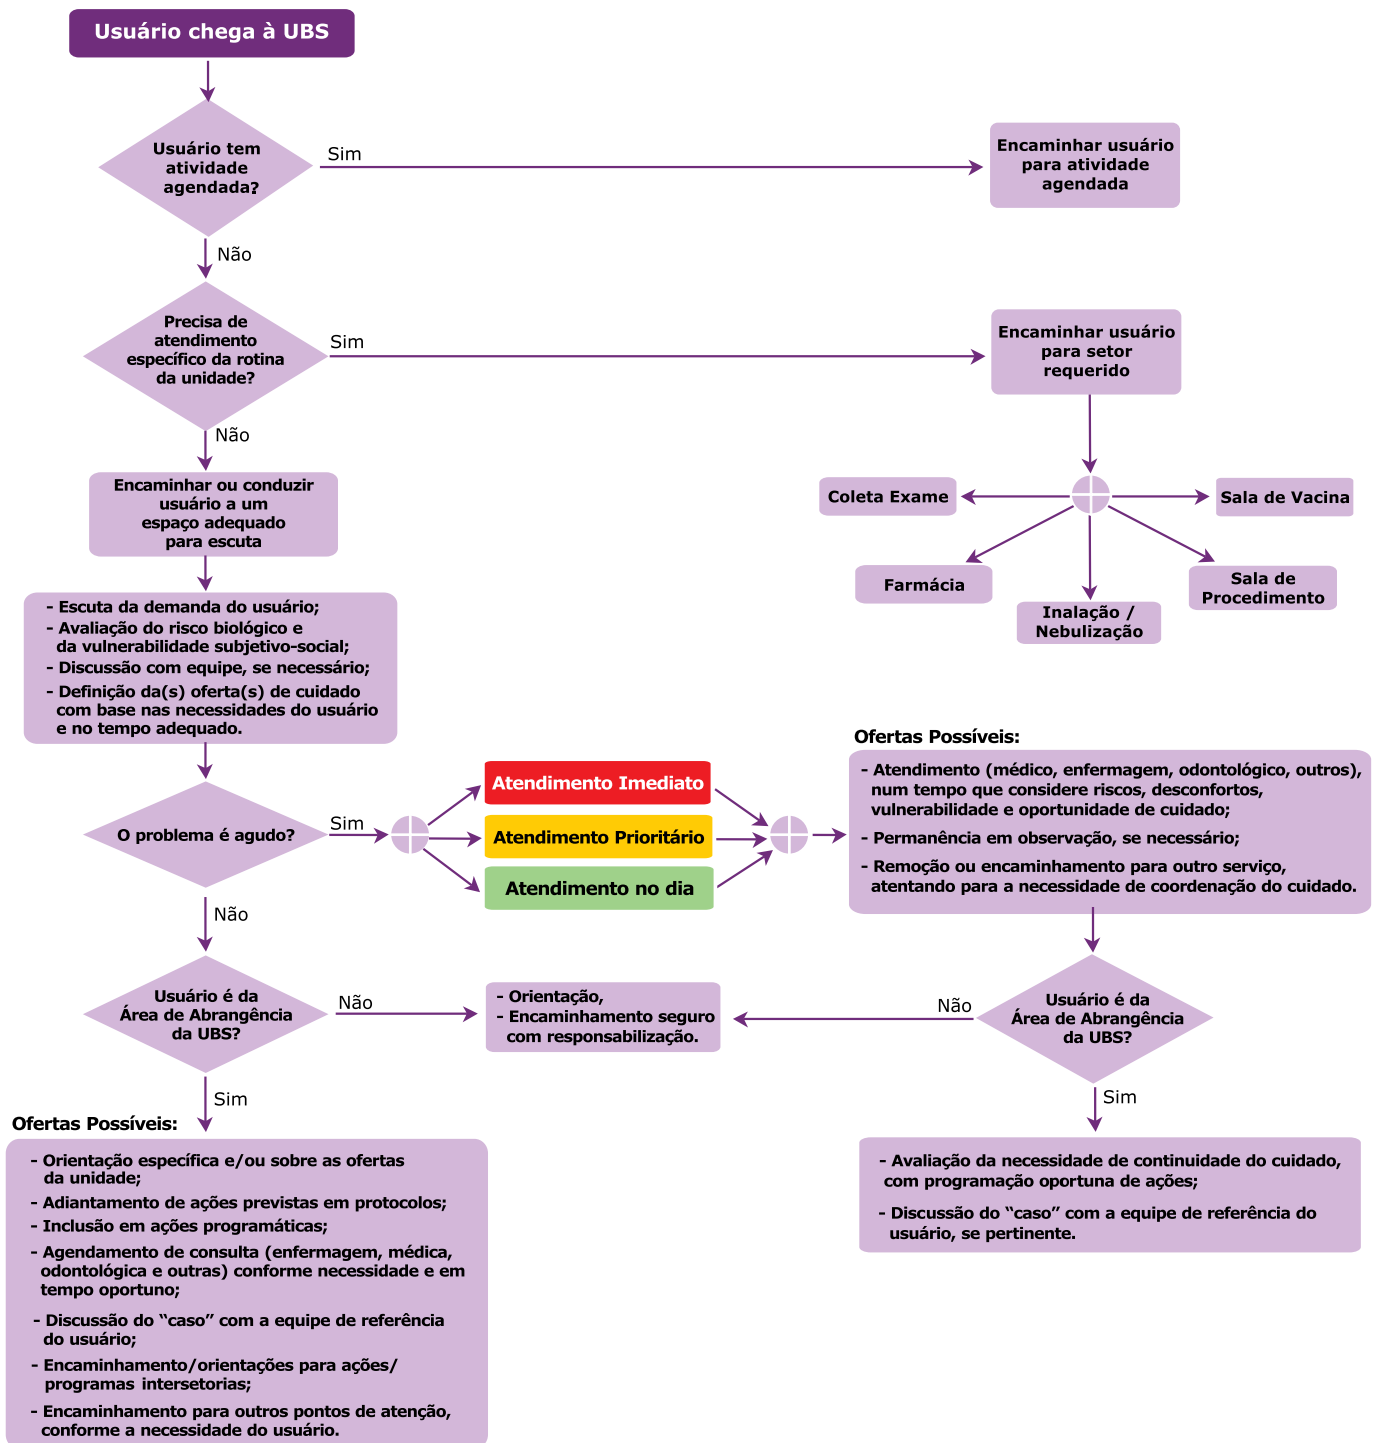 Usuário chega à UBS
Usuário tem
atividade
agendada?
Sim
Encaminhar usuário
para atividade
agendada
Não
Precisa de
atendimento
específico da rotina
da unidade?
Sim
Encaminhar usuário
para setor
requerido
Não
Coleta Exame
Sala de Vacina
Farmácia
Sala de
Procedimento
Inalação /
Nebulização
Encaminhar ou conduzir
usuário a um
espaço adequado
para escuta
- Escuta da demanda do usuário;
- Avaliação do risco biológico e
da vulnerabilidade subjetivo-social;
- Discussão com equipe, se necessário;
- Definição da(s) oferta(s) de cuidado
com base nas necessidades do usuário
e no tempo adequado.
O problema é agudo?
Sim
Atendimento Imediato
Atendimento Prioritário
Atendimento no dia
Ofertas Possíveis:
- Atendimento (médico, enfermagem, odontológico, outros),
num tempo que considere riscos, desconfortos,
vulnerabilidade e oportunidade de cuidado;
- Permanência em observação, se necessário;
- Remoção ou encaminhamento para outro serviço,
atentando para a necessidade de coordenação do cuidado.
Não
Usuário é da
Área de Abrangência
da UBS?
Não
- Orientação,
- Encaminhamento seguro
com responsabilização.
Não
Usuário é da
Área de Abrangência
da UBS?
Sim
Ofertas Possíveis:
- Orientação específica e/ou sobre as ofertas
da unidade;
- Adiantamento de ações previstas em protocolos;
- Inclusão em ações programáticas;
- Agendamento de consulta (enfermagem, médica,
odontológica e outras) conforme necessidade e em
tempo oportuno;
- Discussão do “caso” com a equipe de referência
do usuário;
- Encaminhamento/orientações para ações/
programas intersetorias;
- Encaminhamento para outros pontos de atenção,
conforme a necessidade do usuário.
Sim
- Avaliação da necessidade de continuidade do cuidado,
com programação oportuna de ações;
- Discussão do “caso” com a equipe de referência do
usuário, se pertinente.